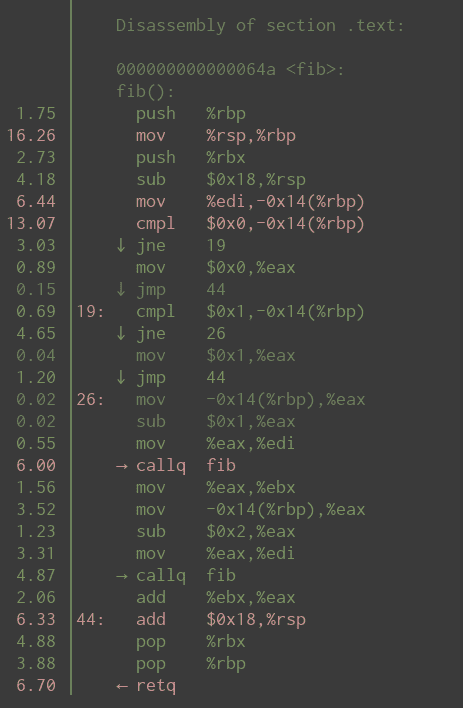 Disassembly of section .text:
000000000000064a <fib>:
fib():
1.75 push %rbp
16.26 mov %rsp,%rbp
2.73 push %rbx
4.18 sub $0x18,%rsp
6.44 mov %edi,-0x14(%rbp)
13.07 cmpl $0x0,-0x14(%rbp)
3.03 ↓ jne 19
0.89 mov $0x0,%eax
0.15 ↓ jmp 44
0.69 19: cmpl $0x1,-0x14(%rbp)
4.65 ↓ jne 26
0.04 mov $0x1,%eax
1.20 ↓ jmp 44
0.02 26: mov -0x14(%rbp),%eax
0.02 sub $0x1,%eax
0.55 mov %eax,%edi
6.00 → callq fib
1.56 mov %eax,%ebx
3.52 mov -0x14(%rbp),%eax
1.23 sub $0x2,%eax
3.31 mov %eax,%edi
4.87 → callq fib
2.06 add %ebx,%eax
6.33 44: add $0x18,%rsp
4.88 pop %rbx
3.88 pop %rbp
6.70 ← retq